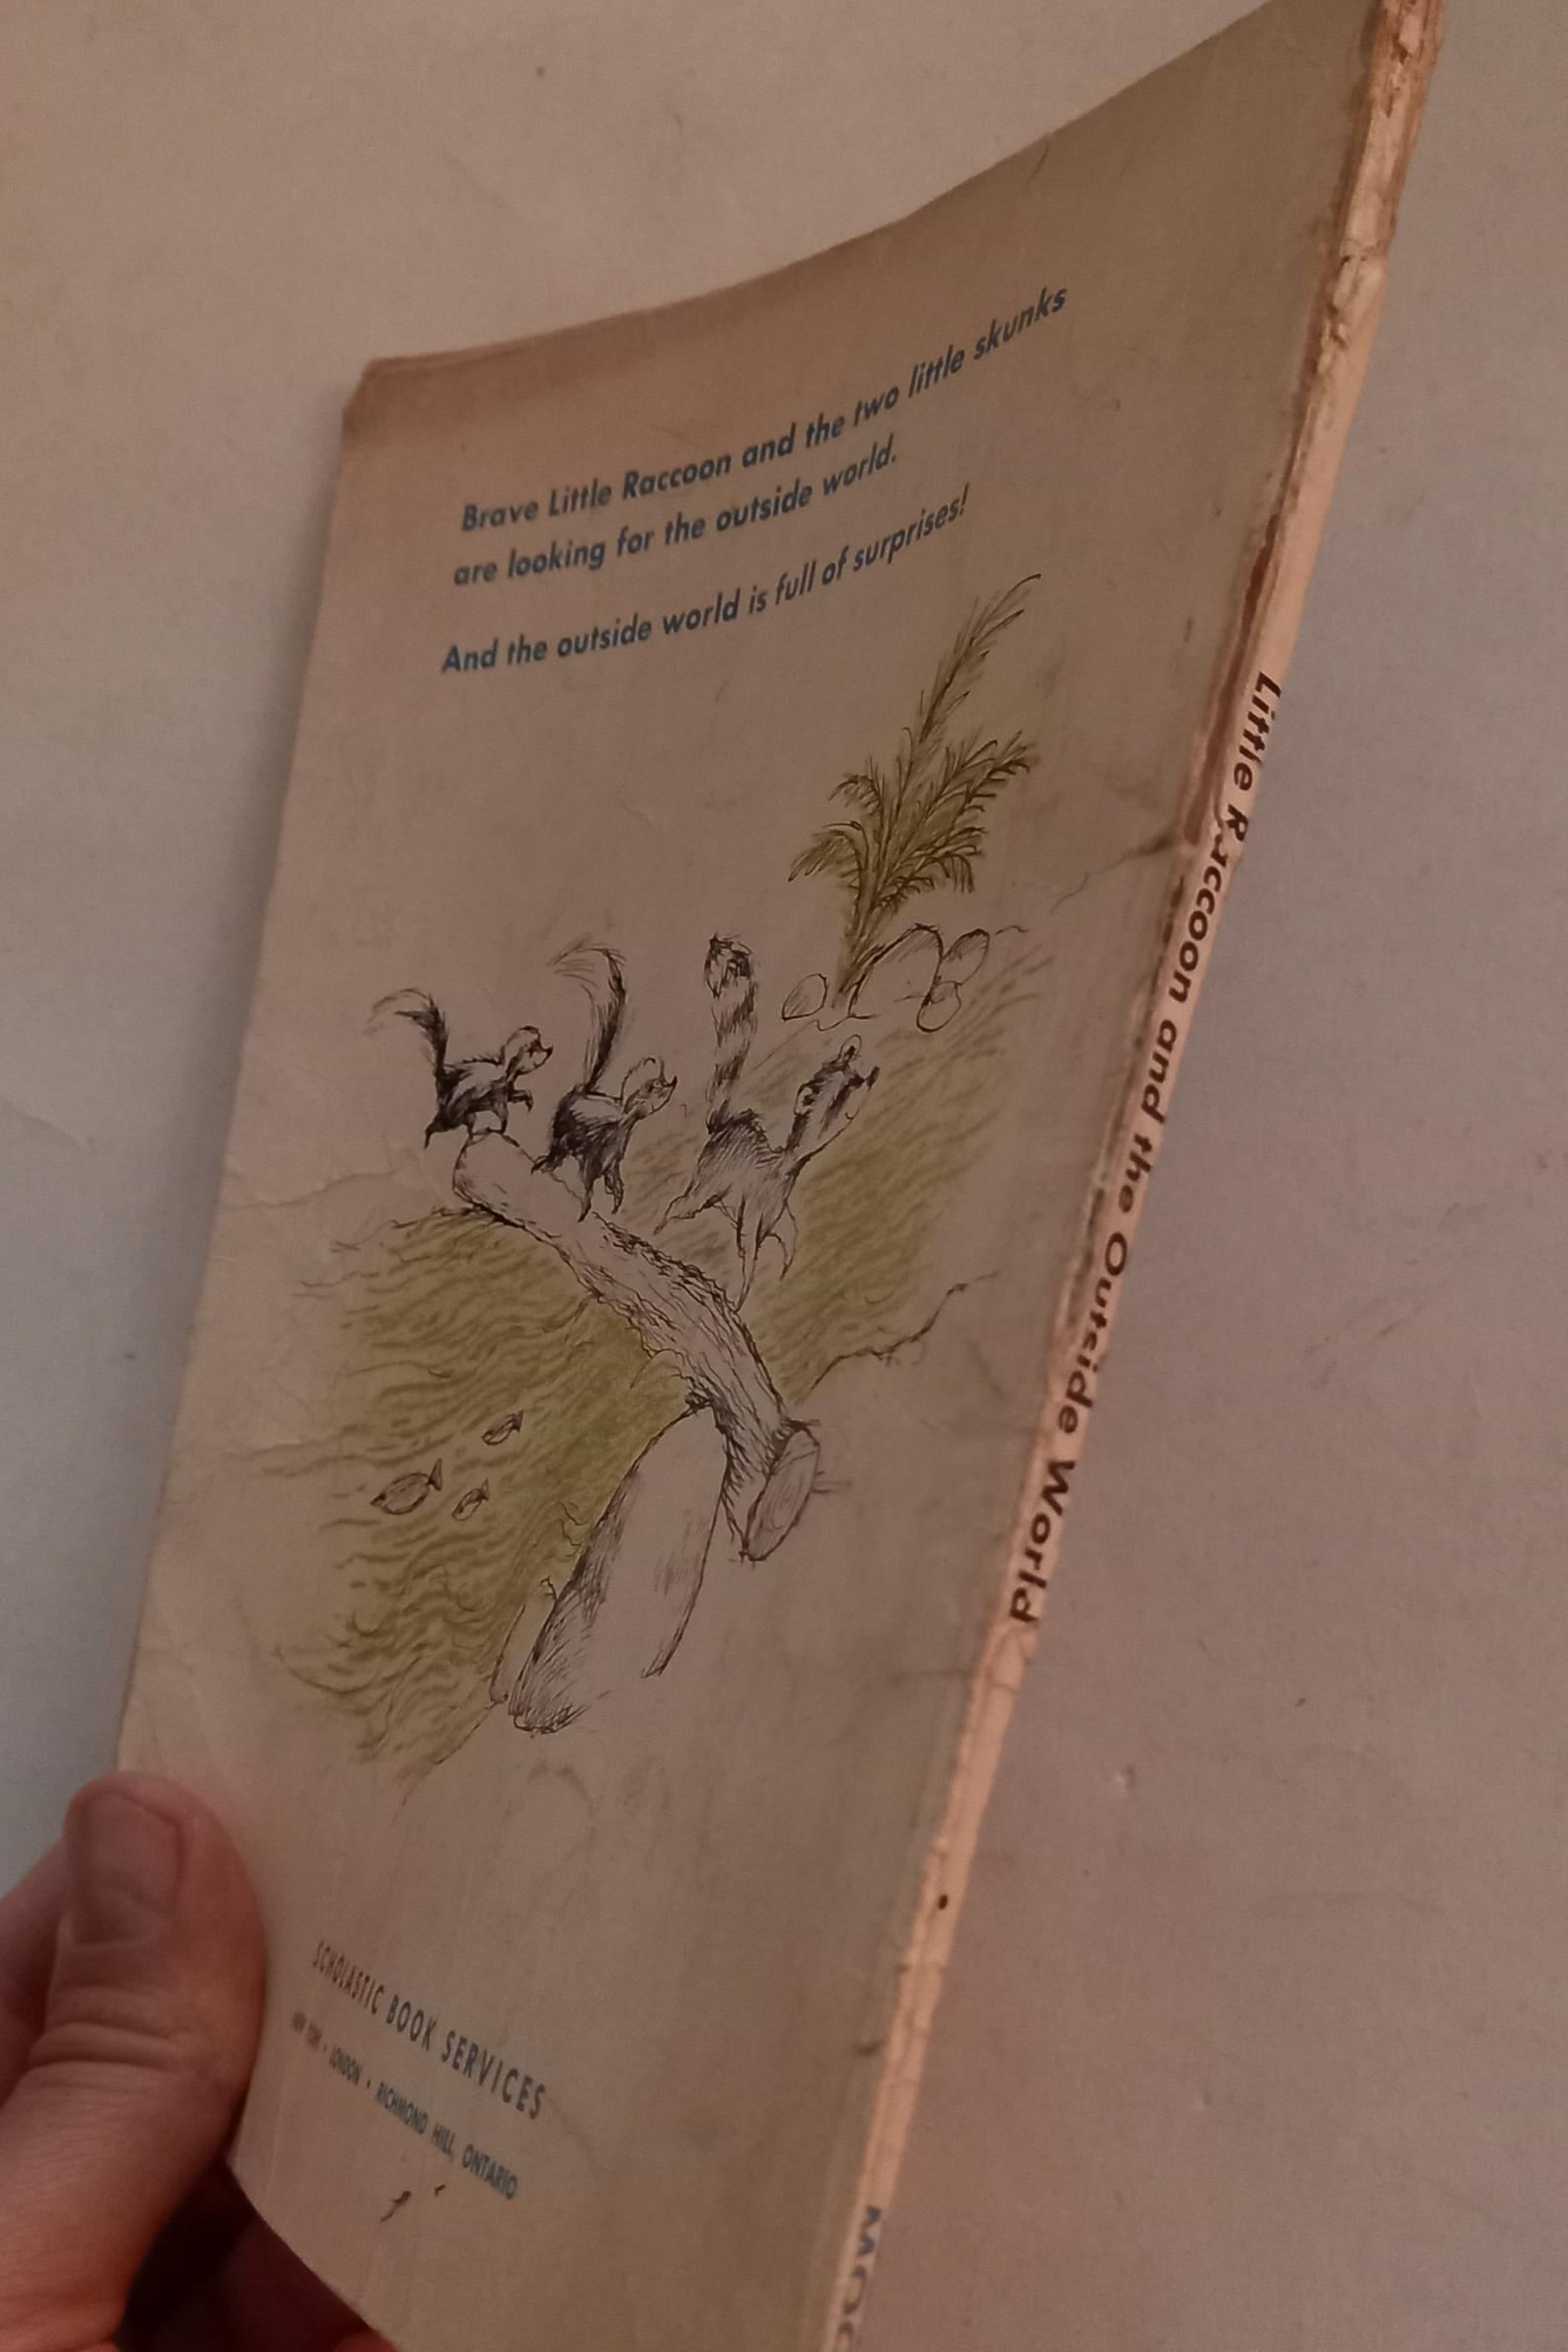 Brave Little Raccoon and the two little skunks
are looking for the outside world.
And the outside world is full of surprises!
SCHOLASTIC BOOK SERVICES
NEW YORK • LONDON • RICHMOND HILL, ONTARIO
Little Raccoon and the Outside World